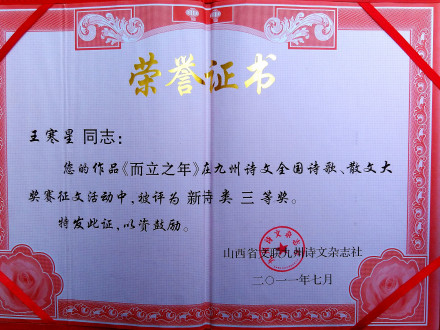 荣誉证书
王寒星 同志：
您的作品《而立之年》在九州诗文全国诗歌、散文大
奖赛征文活动中，被评为 新诗 类 三 等奖。
特发此证，以资鼓励。
山西省文联九州诗文杂志社
二〇一一年七月